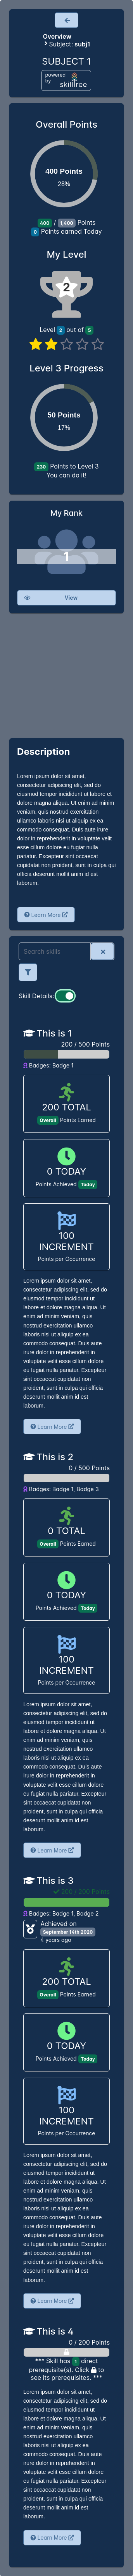 Overview
Subject: subj1
SUBJECT 1
powered
by
skilltree
Overall Points
400 Points
28%
400 / 1,400 Points
0 Points earned Today
My Level
2
Level 2 out of 5
Level 3 Progress
50 Points
17%
230 Points to Level 3
You can do it!
My Rank
1
View
Description
Lorem ipsum dolor sit amet,
consectetur adipiscing elit, sed do
eiusmod tempor incididunt ut labore et
dolore magna aliqua. Ut enim ad minim
veniam, quis nostrud exercitation
ullamco laboris nisi ut aliquip ex ea
commodo consequat. Duis aute irure
dolor in reprehenderit in voluptate velit
esse cillum dolore eu fugiat nulla
pariatur. Excepteur sint occaecat
cupidatat non proident, sunt in culpa qui
officia deserunt mollit anim id est
laborum.
Learn More
Search skills
Skill Details:
This is 1
200 / 500 Points
Badges: Badge 1
200 TOTAL
Overall Points Earned
0 TODAY
Points Achieved Today
100
INCREMENT
Points per Occurrence
Lorem ipsum dolor sit amet,
consectetur adipiscing elit, sed do
eiusmod tempor incididunt ut
labore et dolore magna aliqua. Ut
enim ad minim veniam, quis
nostrud exercitation ullamco
laboris nisi ut aliquip ex ea
commodo consequat. Duis aute
irure dolor in reprehenderit in
voluptate velit esse cillum dolore
eu fugiat nulla pariatur. Excepteur
sint occaecat cupidatat non
proident, sunt in culpa qui officia
deserunt mollit anim id est
laborum.
Learn More
This is 2
0 / 500 Points
Badges: Badge 1, Badge 3
0 TOTAL
Overall Points Earned
0 TODAY
Points Achieved Today
100
INCREMENT
Points per Occurrence
Lorem ipsum dolor sit amet,
consectetur adipiscing elit, sed do
eiusmod tempor incididunt ut
labore et dolore magna aliqua. Ut
enim ad minim veniam, quis
nostrud exercitation ullamco
laboris nisi ut aliquip ex ea
commodo consequat. Duis aute
irure dolor in reprehenderit in
voluptate velit esse cillum dolore
eu fugiat nulla pariatur. Excepteur
sint occaecat cupidatat non
proident, sunt in culpa qui officia
deserunt mollit anim id est
laborum.
Learn More
This is 3
200 / 200 Points
Badges: Badge 1, Badge 2
Achieved on
September 14th 2020
4 years ago
200 TOTAL
Overall Points Earned
0 TODAY
Points Achieved Today
100
INCREMENT
Points per Occurrence
Lorem ipsum dolor sit amet,
consectetur adipiscing elit, sed do
eiusmod tempor incididunt ut
labore et dolore magna aliqua. Ut
enim ad minim veniam, quis
nostrud exercitation ullamco
laboris nisi ut aliquip ex ea
commodo consequat. Duis aute
irure dolor in reprehenderit in
voluptate velit esse cillum dolore
eu fugiat nulla pariatur. Excepteur
sint occaecat cupidatat non
proident, sunt in culpa qui officia
deserunt mollit anim id est
laborum.
Learn More
This is 4
0 / 200 Points
*** Skill has 1 direct
prerequisite(s). Click to
see its prerequisites. ***
Lorem ipsum dolor sit amet,
consectetur adipiscing elit, sed do
eiusmod tempor incididunt ut
labore et dolore magna aliqua. Ut
enim ad minim veniam, quis
nostrud exercitation ullamco
laboris nisi ut aliquip ex ea
commodo consequat. Duis aute
irure dolor in reprehenderit in
voluptate velit esse cillum dolore
eu fugiat nulla pariatur. Excepteur
sint occaecat cupidatat non
proident, sunt in culpa qui officia
deserunt mollit anim id est
laborum.
Learn More